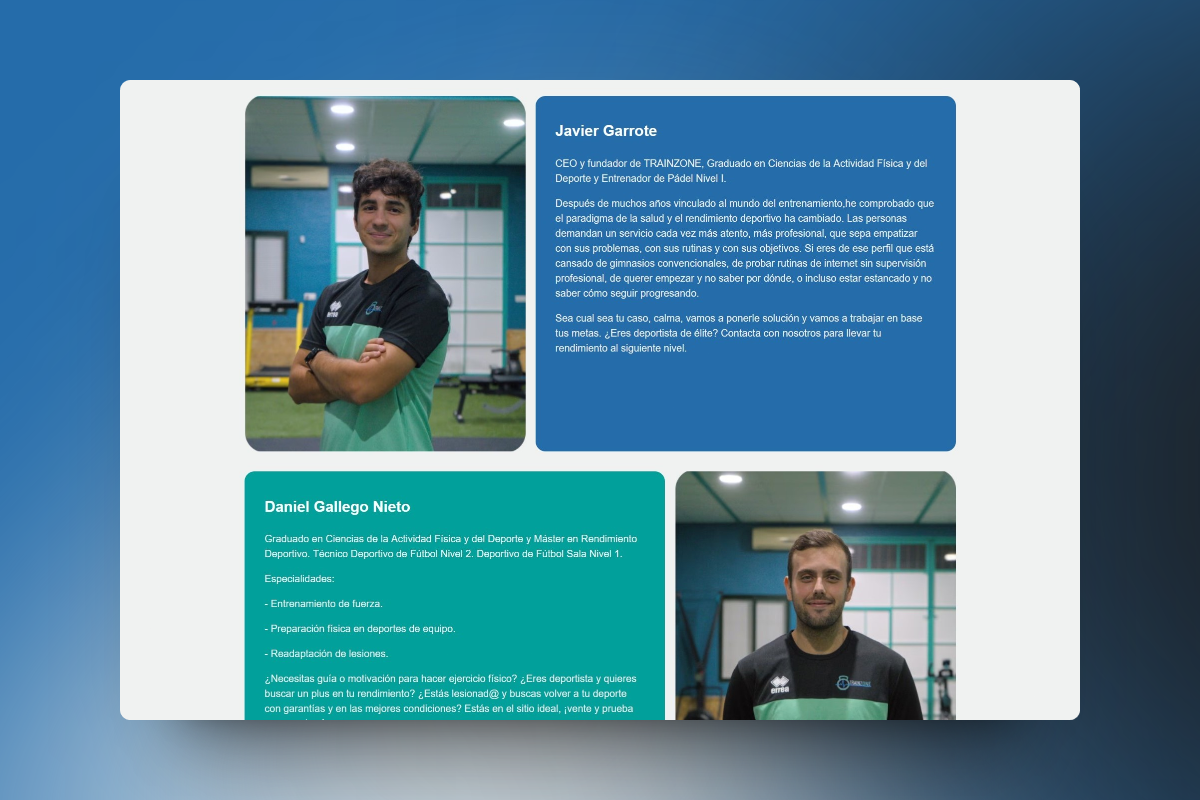 Javier Garrote
CEO y fundador de TRAINZONE, Graduado en Ciencias de la Actividad Física y del
Deporte y Entrenador de Pádel Nivel I.
Después de muchos años vinculado al mundo del entrenamiento,he comprobado que
el paradigma de la salud y el rendimiento deportivo ha cambiado. Las personas
demandan un servicio cada vez más atento, más profesional, que sepa empatizar
con sus problemas, con sus rutinas y con sus objetivos. Si eres de ese perfil que está
cansado de gimnasios convencionales, de probar rutinas de internet sin supervisión
profesional, de querer empezar y no saber por dónde, o incluso estar estancado y no
saber cómo seguir progresando.
Sea cual sea tu caso, calma, vamos a ponerle solución y vamos a trabajar en base
tus metas. ¿Eres deportista de élite? Contacta con nosotros para llevar tu
rendimiento al siguiente nivel.
errea
Daniel Gallego Nieto
Graduado en Ciencias de la Actividad Física y del Deporte y Máster en Rendimiento
Deportivo. Técnico Deportivo de Fútbol Nivel 2. Deportivo de Fútbol Sala Nivel 1.
Especialidades:
- Entrenamiento de fuerza.
- Preparación física en deportes de equipo.
- Readaptación de lesiones.
¿Necesitas guía o motivación para hacer ejercicio físico? ¿Eres deportista y quieres
buscar un plus en tu rendimiento? ¿Estás lesionad@ y buscas volver a tu deporte
con garantías y en las mejores condiciones? Estás en el sitio ideal, ¡vente y prueba
errea